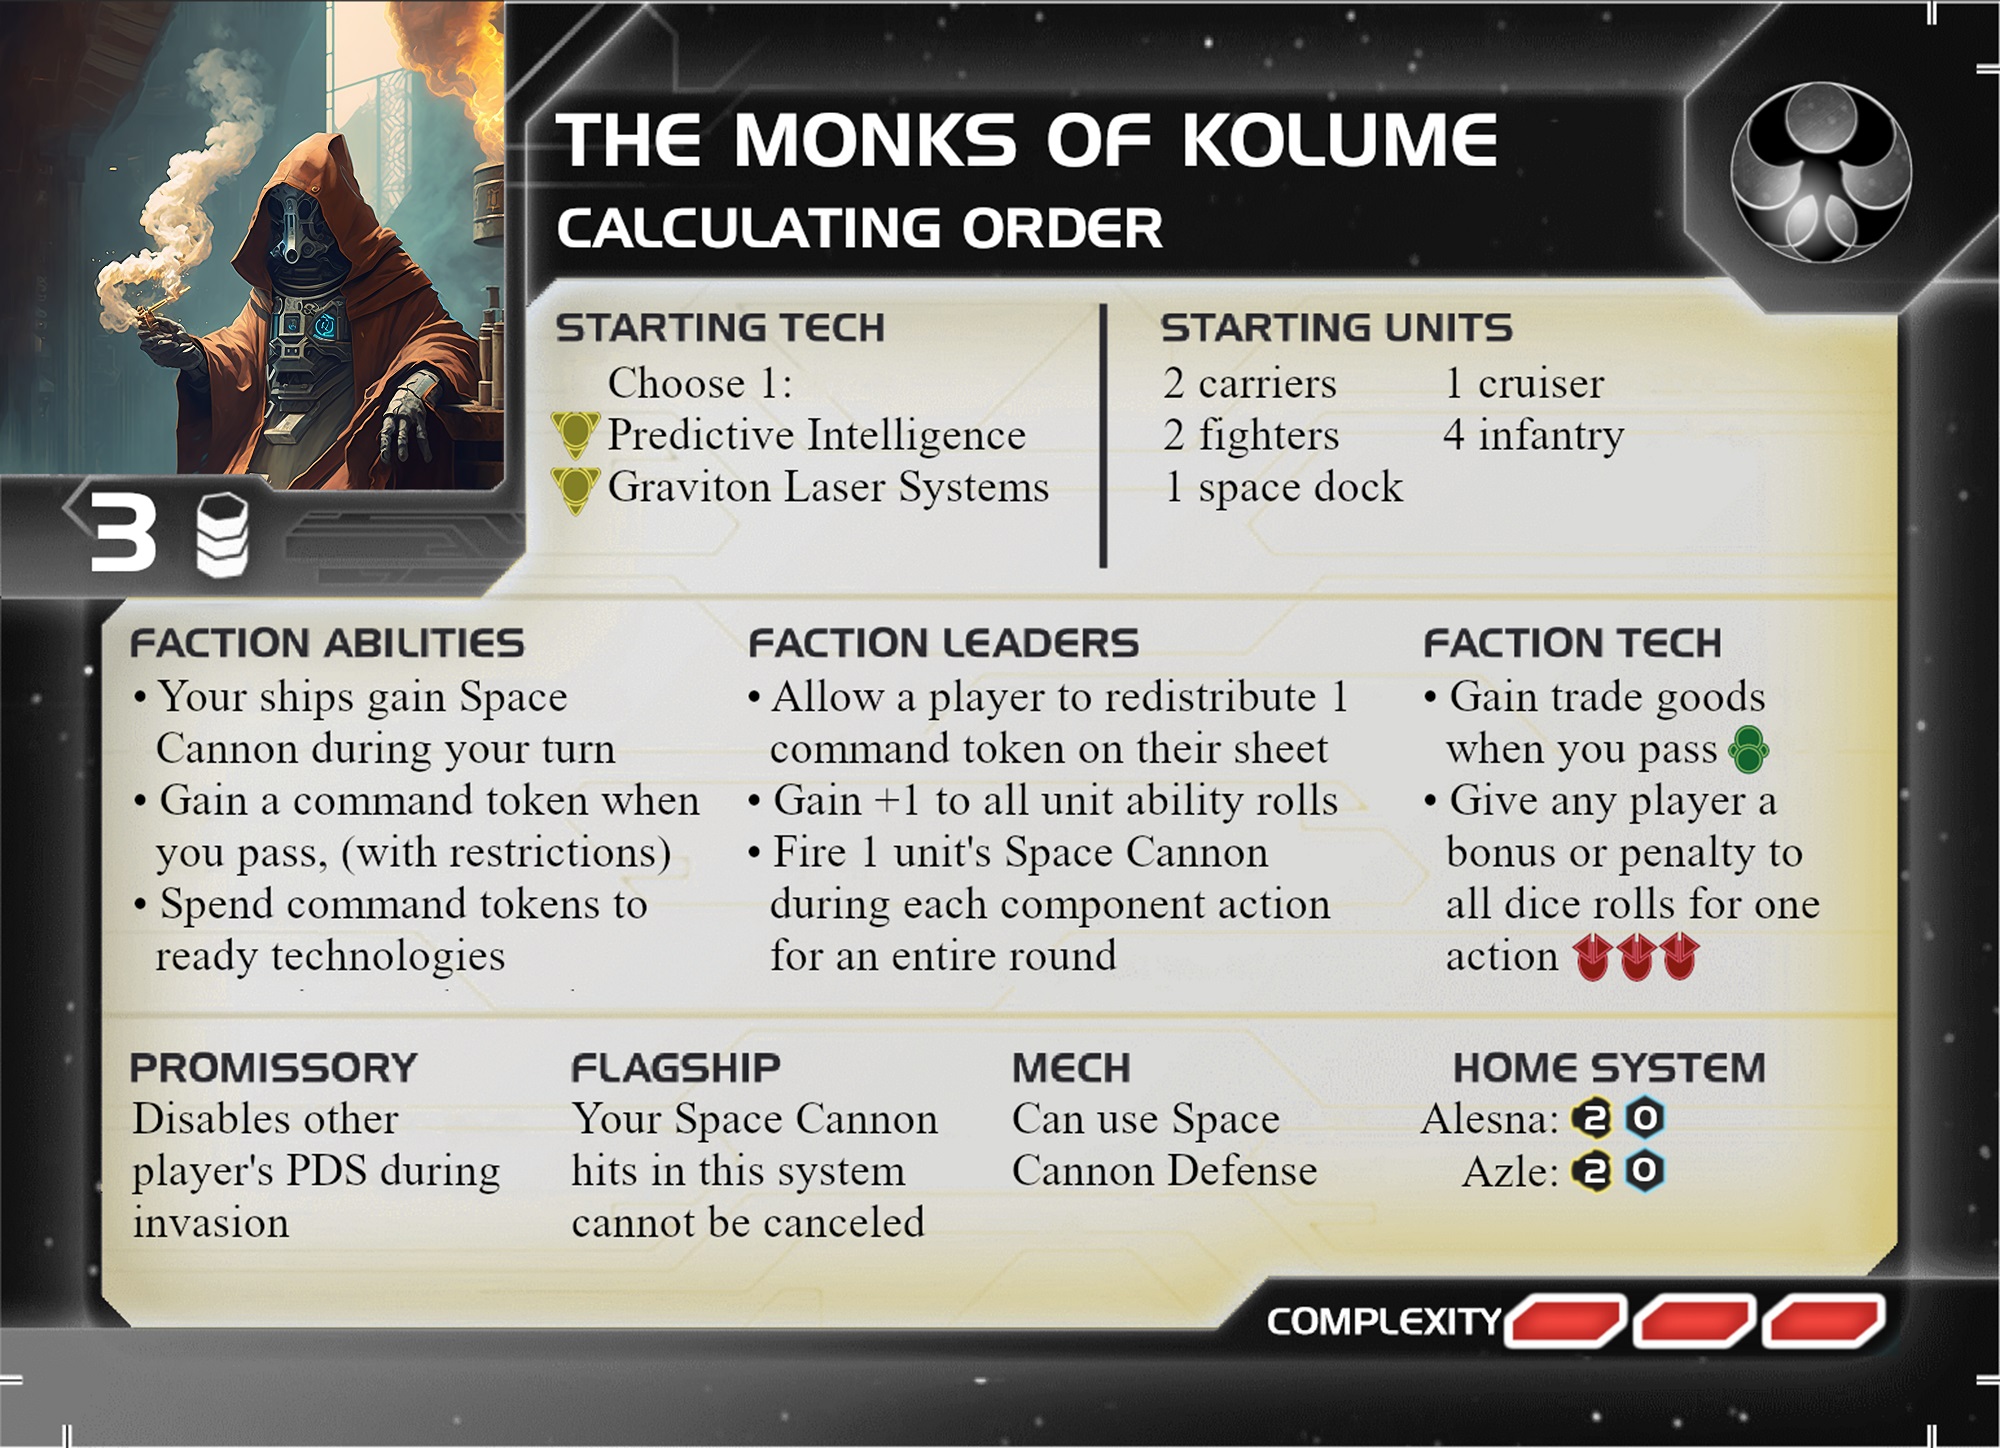 THE MONKS OF KOLUME
CALCULATING ORDER
3
STARTING TECH
Choose 1:
Predictive Intelligence
Graviton Laser Systems
STARTING UNITS
2 carriers 1 cruiser
2 fighters 4 infantry
1 space dock
FACTION ABILITIES
• Your ships gain Space
Cannon during your turn
• Gain a command token when
you pass, (with restrictions)
• Spend command tokens to
ready technologies
FACTION LEADERS
• Allow a player to redistribute 1
command token on their sheet
• Gain +1 to all unit ability rolls
• Fire 1 unit's Space Cannon
during each component action
for an entire round
FACTION TECH
• Gain trade goods
when you pass
• Give any player a
bonus or penalty to
all dice rolls for one
action
PROMISSORY
Disables other
player's PDS during
invasion
FLAGSHIP
Your Space Cannon
hits in this system
cannot be canceled
MECH
Can use Space
Cannon Defense
HOME SYSTEM
Alesna: 2 0
Azle: 2 0
COMPLEXITY